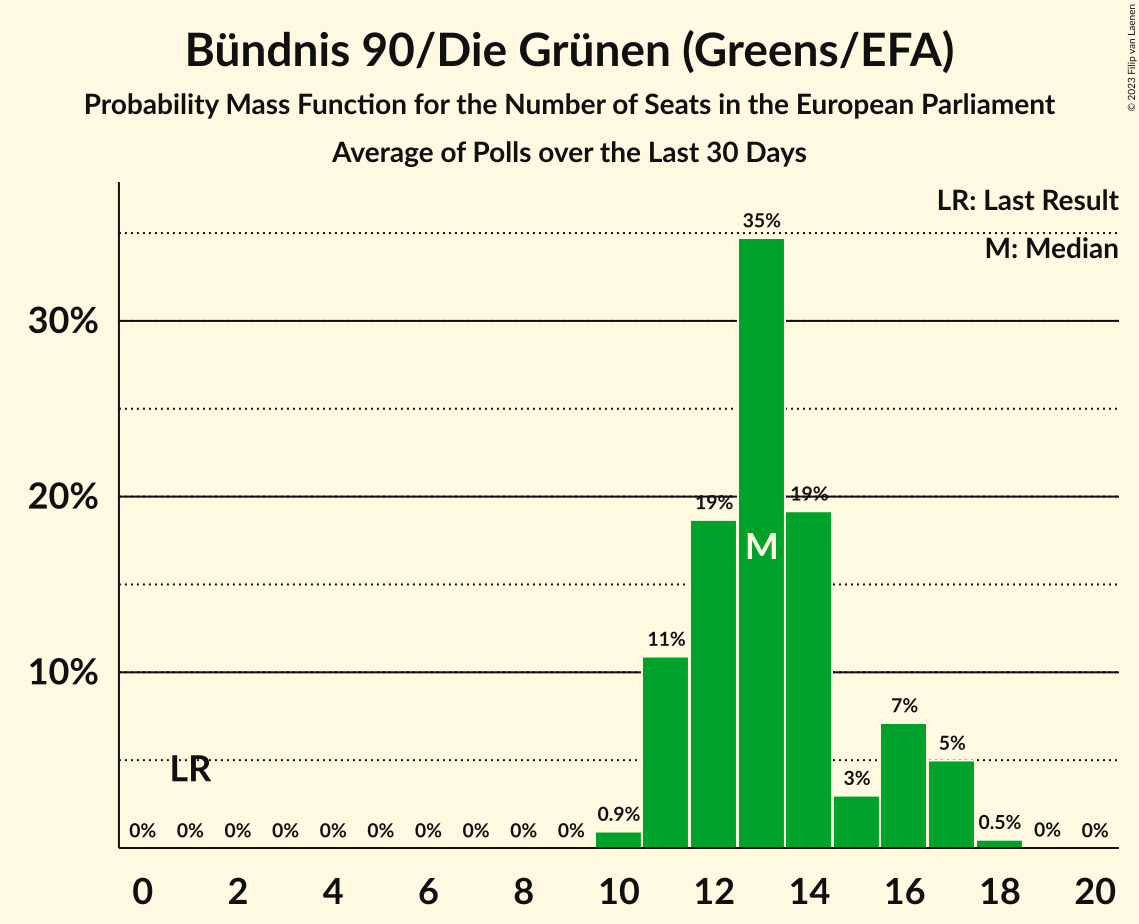 Bündnis 90/Die Grünen (Greens/EFA)
Probability Mass Function for the Number of Seats in the European Parliament
Average of Polls over the Last 30 Days
© 2023 Filip van Laenen
LR: Last Result
M: Median
35%
30%
20%
19%
19%
M
11%
10%
7%
5%
LR
3%
0.9%
0.5%
0% 0% 0% 0% 0% 0% 0% 0% 0% 0% 0% 0%
0 2 4 6 8 10 12 14 16 18 20